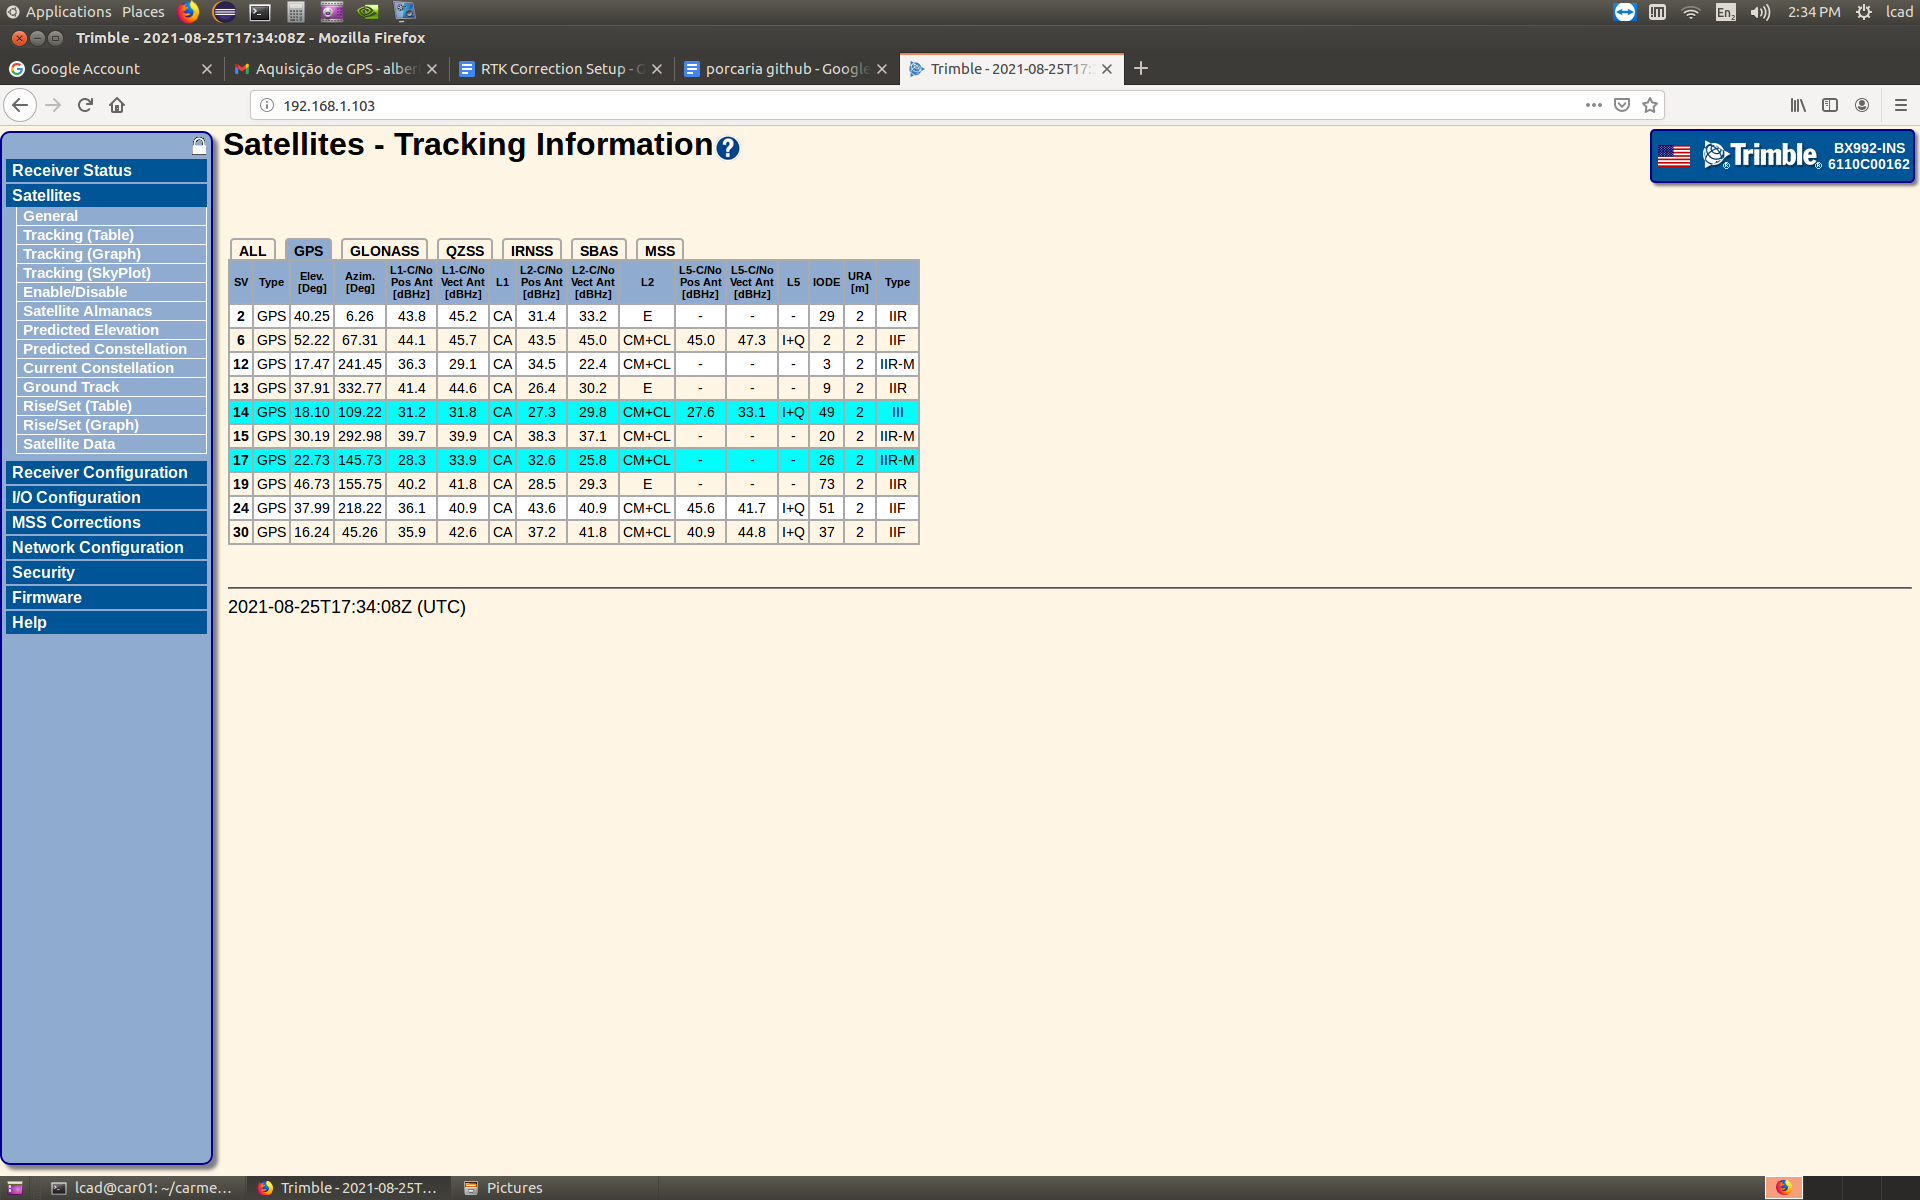 Applications Places En2 2:34 PM lcad
Trimble - 2021-08-25T17:34:08Z - Mozilla Firefox
Google Account Aquisição de GPS - alber RTK Correction Setup - porcaria github - Google Trimble - 2021-08-25T17:
192.168.1.103
Satellites - Tracking Information?
Trimble BX992-INS
6110C00162
Receiver Status
Satellites
General
Tracking (Table)
Tracking (Graph)
Tracking (SkyPlot)
Enable/Disable
Satellite Almanacs
Predicted Elevation
Predicted Constellation
Current Constellation
Ground Track
Rise/Set (Table)
Rise/Set (Graph)
Satellite Data
Receiver Configuration
I/O Configuration
MSS Corrections
Network Configuration
Security
Firmware
Help
ALL GPS GLONASS QZSS IRNSS SBAS MSS
SV Type Elev. [Deg] Azim. [Deg] L1-C/No Pos Ant [dBHz] L1-C/No Vect Ant [dBHz] L1 L2-C/No Pos Ant [dBHz] L2-C/No Vect Ant [dBHz] L2 L5-C/No Pos Ant [dBHz] L5-C/No Vect Ant [dBHz] L5 IODE URA [m] Type
2 GPS 40.25 6.26 43.8 45.2 CA 31.4 33.2 E - - - 29 2 IIR
6 GPS 52.22 67.31 44.1 45.7 CA 43.5 45.0 CM+CL 45.0 47.3 I+Q 2 2 IIF
12 GPS 17.47 241.45 36.3 29.1 CA 34.5 22.4 CM+CL - - - 3 2 IIR-M
13 GPS 37.91 332.77 41.4 44.6 CA 26.4 30.2 E - - - 9 2 IIR
14 GPS 18.10 109.22 31.2 31.8 CA 27.3 29.8 CM+CL 27.6 33.1 I+Q 49 2 III
15 GPS 30.19 292.98 39.7 39.9 CA 38.3 37.1 CM+CL - - - 20 2 IIR-M
17 GPS 22.73 145.73 28.3 33.9 CA 32.6 25.8 CM+CL - - - 26 2 IIR-M
19 GPS 46.73 155.75 40.2 41.8 CA 28.5 29.3 E - - - 73 2 IIR
24 GPS 37.99 218.22 36.1 40.9 CA 43.6 40.9 CM+CL 45.6 41.7 I+Q 51 2 IIF
30 GPS 16.24 45.26 35.9 42.6 CA 37.2 41.8 CM+CL 40.9 44.8 I+Q 37 2 IIF
2021-08-25T17:34:08Z (UTC)
lcad@car01: ~/carme... Trimble - 2021-08-25T... Pictures